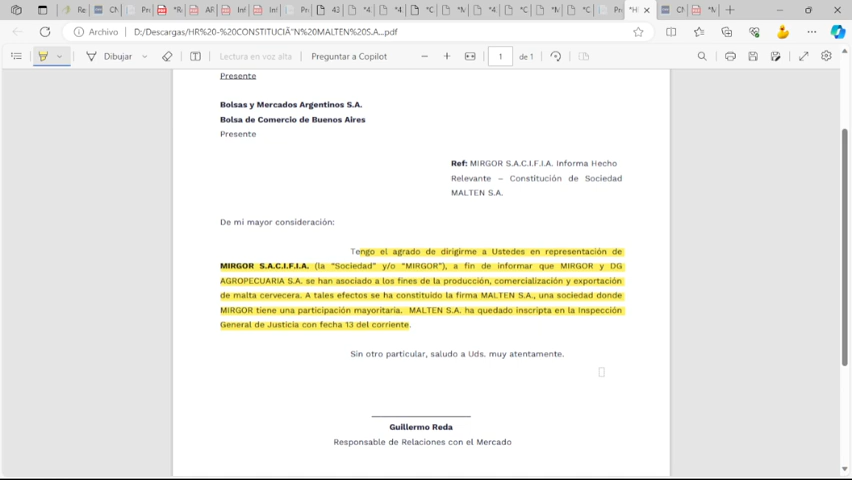 Archivo
D:/Descargas/HR%20-%20CONSTITUCIÃ“N%20MALTEN%20S.A...pdf
Dibujar
Lectura en voz alta
Preguntar a Copilot
1
de 1
Presente
Bolsas y Mercados Argentinos S.A.
Bolsa de Comercio de Buenos Aires
Presente
Ref: MIRGOR S.A.C.I.F.I.A. Informa Hecho
Relevante – Constitución de Sociedad
MALTEN S.A.
De mi mayor consideración:
Tengo el agrado de dirigirme a Ustedes en representación de
MIRGOR S.A.C.I.F.I.A. (la “Sociedad” y/o “MIRGOR”), a fin de informar que MIRGOR y DG
AGROPECUARIA S.A. se han asociado a los fines de la producción, comercialización y exportación
de malta cervecera. A tales efectos se ha constituido la firma MALTEN S.A., una sociedad donde
MIRGOR tiene una participación mayoritaria. MALTEN S.A. ha quedado inscripta en la Inspección
General de Justicia con fecha 13 del corriente.
Sin otro particular, saludo a Uds. muy atentamente.
Guillermo Reda
Responsable de Relaciones con el Mercado